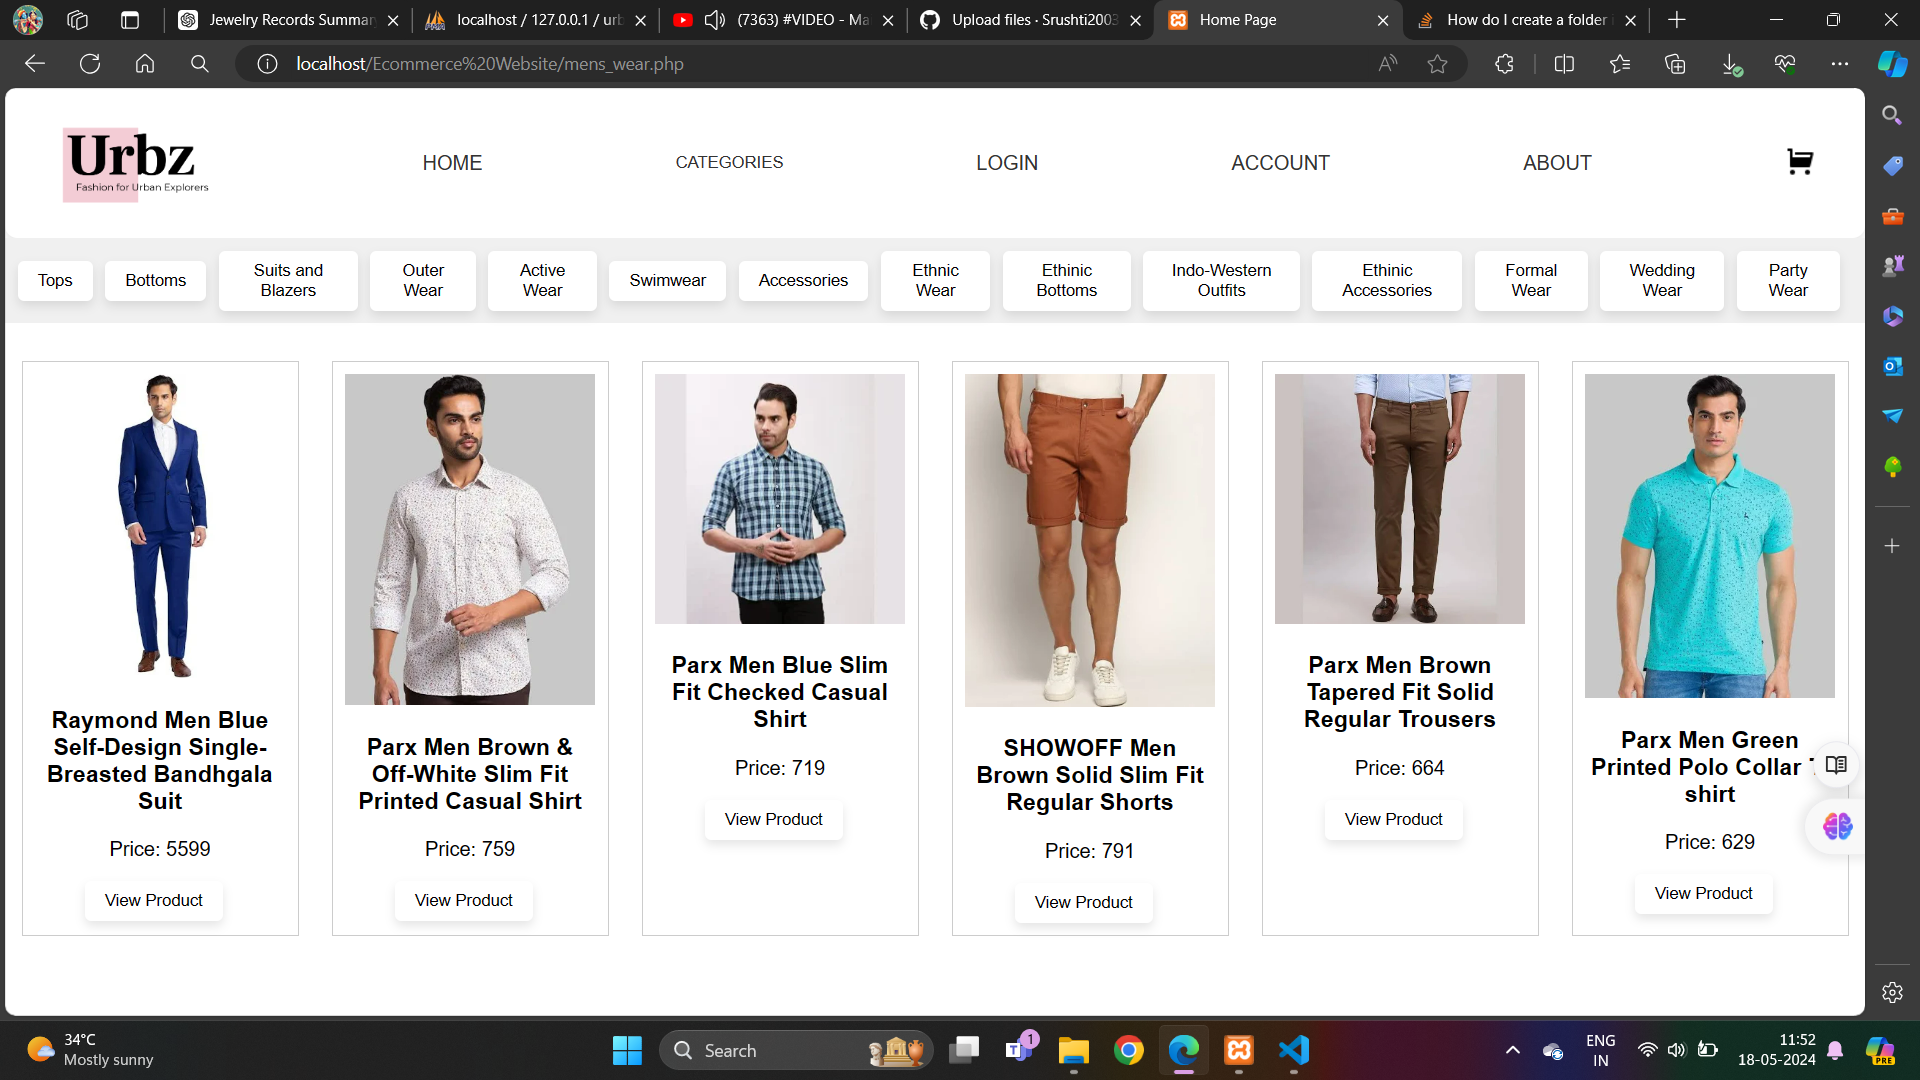 Jewelry Records Summar
localhost / 127.0.0.1 / urb
(7363) #VIDEO - Ma
Upload files · Srushti2003
Home Page
How do I create a folder i
localhost/Ecommerce%20Website/mens_wear.php
Urbz
Fashion for Urban Explorers
HOME
CATEGORIES
LOGIN
ACCOUNT
ABOUT
Tops
Bottoms
Suits and
Blazers
Outer
Wear
Active
Wear
Swimwear
Accessories
Ethnic
Wear
Ethinic
Bottoms
Indo-Western
Outfits
Ethinic
Accessories
Formal
Wear
Wedding
Wear
Party
Wear
Raymond Men Blue
Self-Design Single-
Breasted Bandhgala
Suit
Price: 5599
View Product
Parx Men Brown &
Off-White Slim Fit
Printed Casual Shirt
Price: 759
View Product
Parx Men Blue Slim
Fit Checked Casual
Shirt
Price: 719
View Product
SHOWOFF Men
Brown Solid Slim Fit
Regular Shorts
Price: 791
View Product
Parx Men Brown
Tapered Fit Solid
Regular Trousers
Price: 664
View Product
Parx Men Green
Printed Polo Collar
shirt
Price: 629
View Product
34°C
Mostly sunny
Search
1
ENG
IN
11:52
18-05-2024
PRE